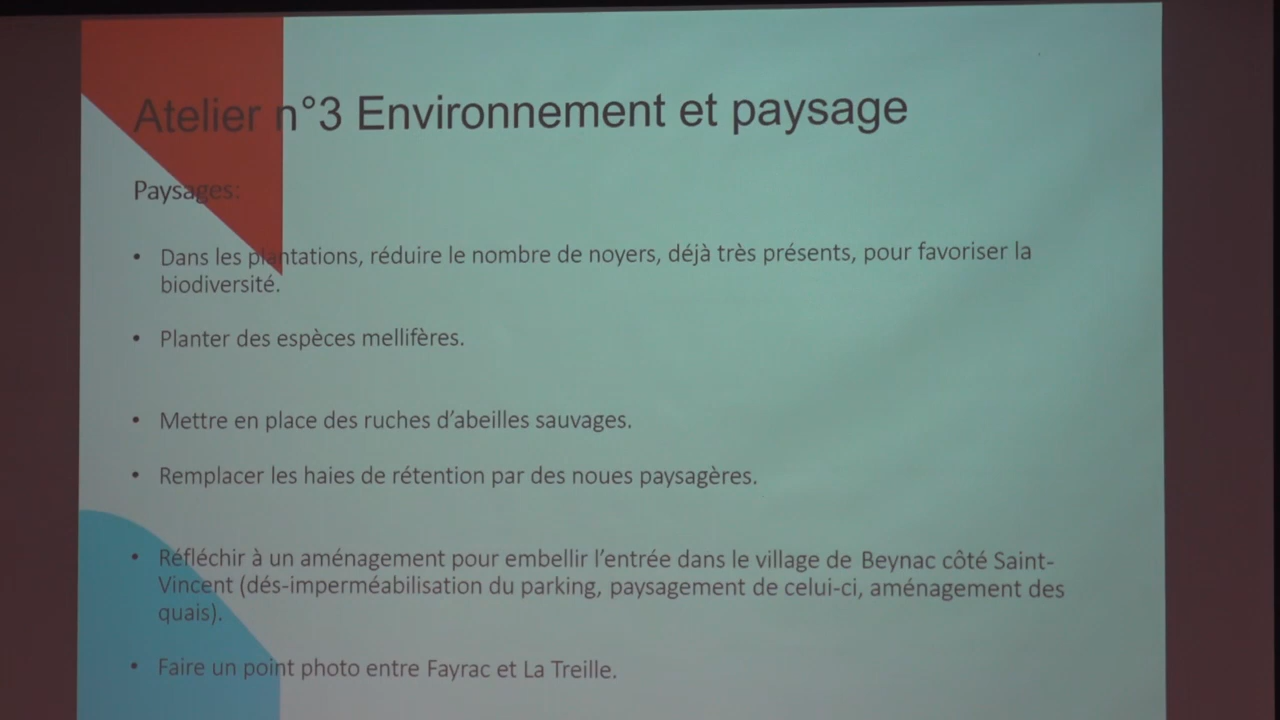 Atelier n°3 Environnement et paysage
Paysages:
• Dans les plantations, réduire le nombre de noyers, déjà très présents, pour favoriser la
biodiversité.
• Planter des espèces mellifères.
• Mettre en place des ruches d'abeilles sauvages.
• Remplacer les haies de rétention par des noues paysagères.
• Réfléchir à un aménagement pour embellir l'entrée dans le village de Beynac côté Saint-
Vincent (dés-imperméabilisation du parking, paysagement de celui-ci, aménagement des
quais).
• Faire un point photo entre Fayrac et La Treille.